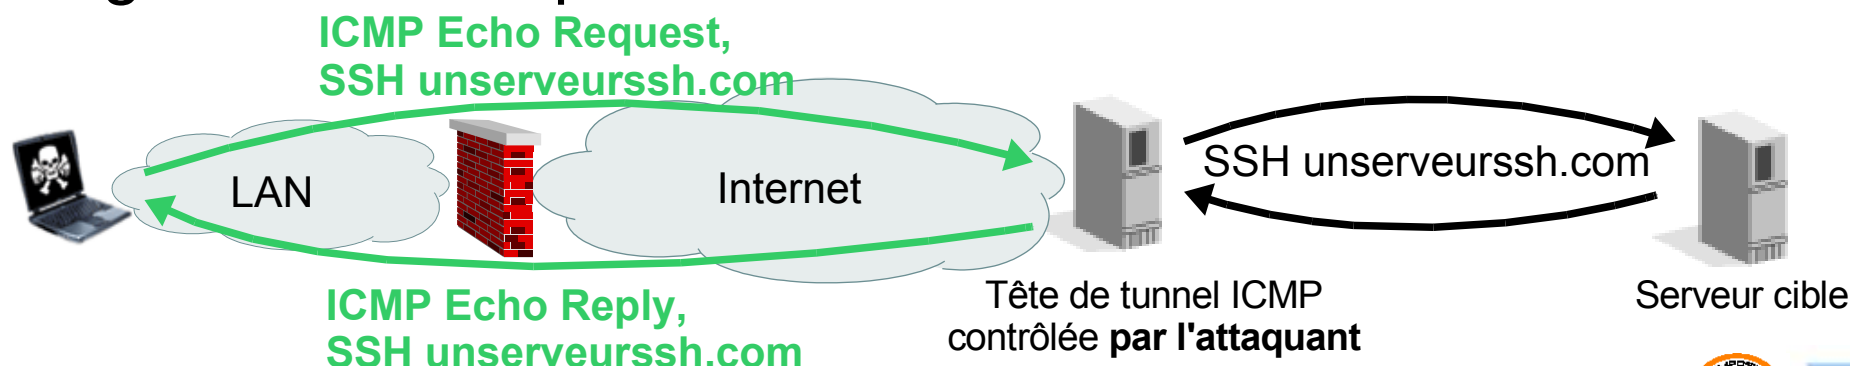 ICMP Echo Request,
SSH unserveurssh.com
LAN
Internet
SSH unserveurssh.com
ICMP Echo Reply,
SSH unserveurssh.com
Tête de tunnel ICMP
contrôlée par l'attaquant
Serveur cible